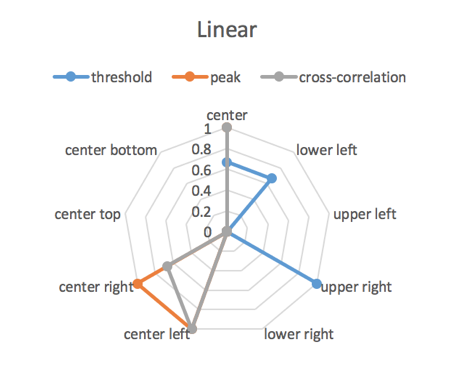 Linear
threshold peak cross-correlation
center
1
center bottom 0.8 lower left
0.6
0.4
center top 0.2 upper left
0
center right upper right
center left lower right